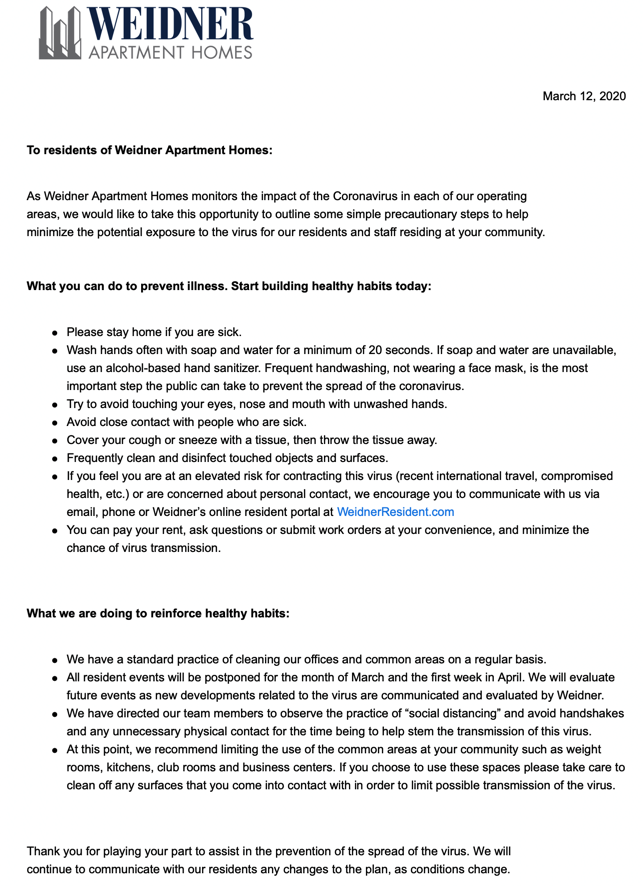 WEIDNER
APARTMENT HOMES
March 12, 2020
To residents of Weidner Apartment Homes:
As Weidner Apartment Homes monitors the impact of the Coronavirus in each of our operating
areas, we would like to take this opportunity to outline some simple precautionary steps to help
minimize the potential exposure to the virus for our residents and staff residing at your community.
What you can do to prevent illness. Start building healthy habits today:
● Please stay home if you are sick.
● Wash hands often with soap and water for a minimum of 20 seconds. If soap and water are unavailable,
use an alcohol-based hand sanitizer. Frequent handwashing, not wearing a face mask, is the most
important step the public can take to prevent the spread of the coronavirus.
● Try to avoid touching your eyes, nose and mouth with unwashed hands.
● Avoid close contact with people who are sick.
● Cover your cough or sneeze with a tissue, then throw the tissue away.
● Frequently clean and disinfect touched objects and surfaces.
● If you feel you are at an elevated risk for contracting this virus (recent international travel, compromised
health, etc.) or are concerned about personal contact, we encourage you to communicate with us via
email, phone or Weidner's online resident portal at WeidnerResident.com
● You can pay your rent, ask questions or submit work orders at your convenience, and minimize the
chance of virus transmission.
What we are doing to reinforce healthy habits:
● We have a standard practice of cleaning our offices and common areas on a regular basis.
● All resident events will be postponed for the month of March and the first week in April. We will evaluate
future events as new developments related to the virus are communicated and evaluated by Weidner.
● We have directed our team members to observe the practice of "social distancing" and avoid handshakes
and any unnecessary physical contact for the time being to help stem the transmission of this virus.
● At this point, we recommend limiting the use of the common areas at your community such as weight
rooms, kitchens, club rooms and business centers. If you choose to use these spaces please take care to
clean off any surfaces that you come into contact with in order to limit possible transmission of the virus.
Thank you for playing your part to assist in the prevention of the spread of the virus. We will
continue to communicate with our residents any changes to the plan, as conditions change.